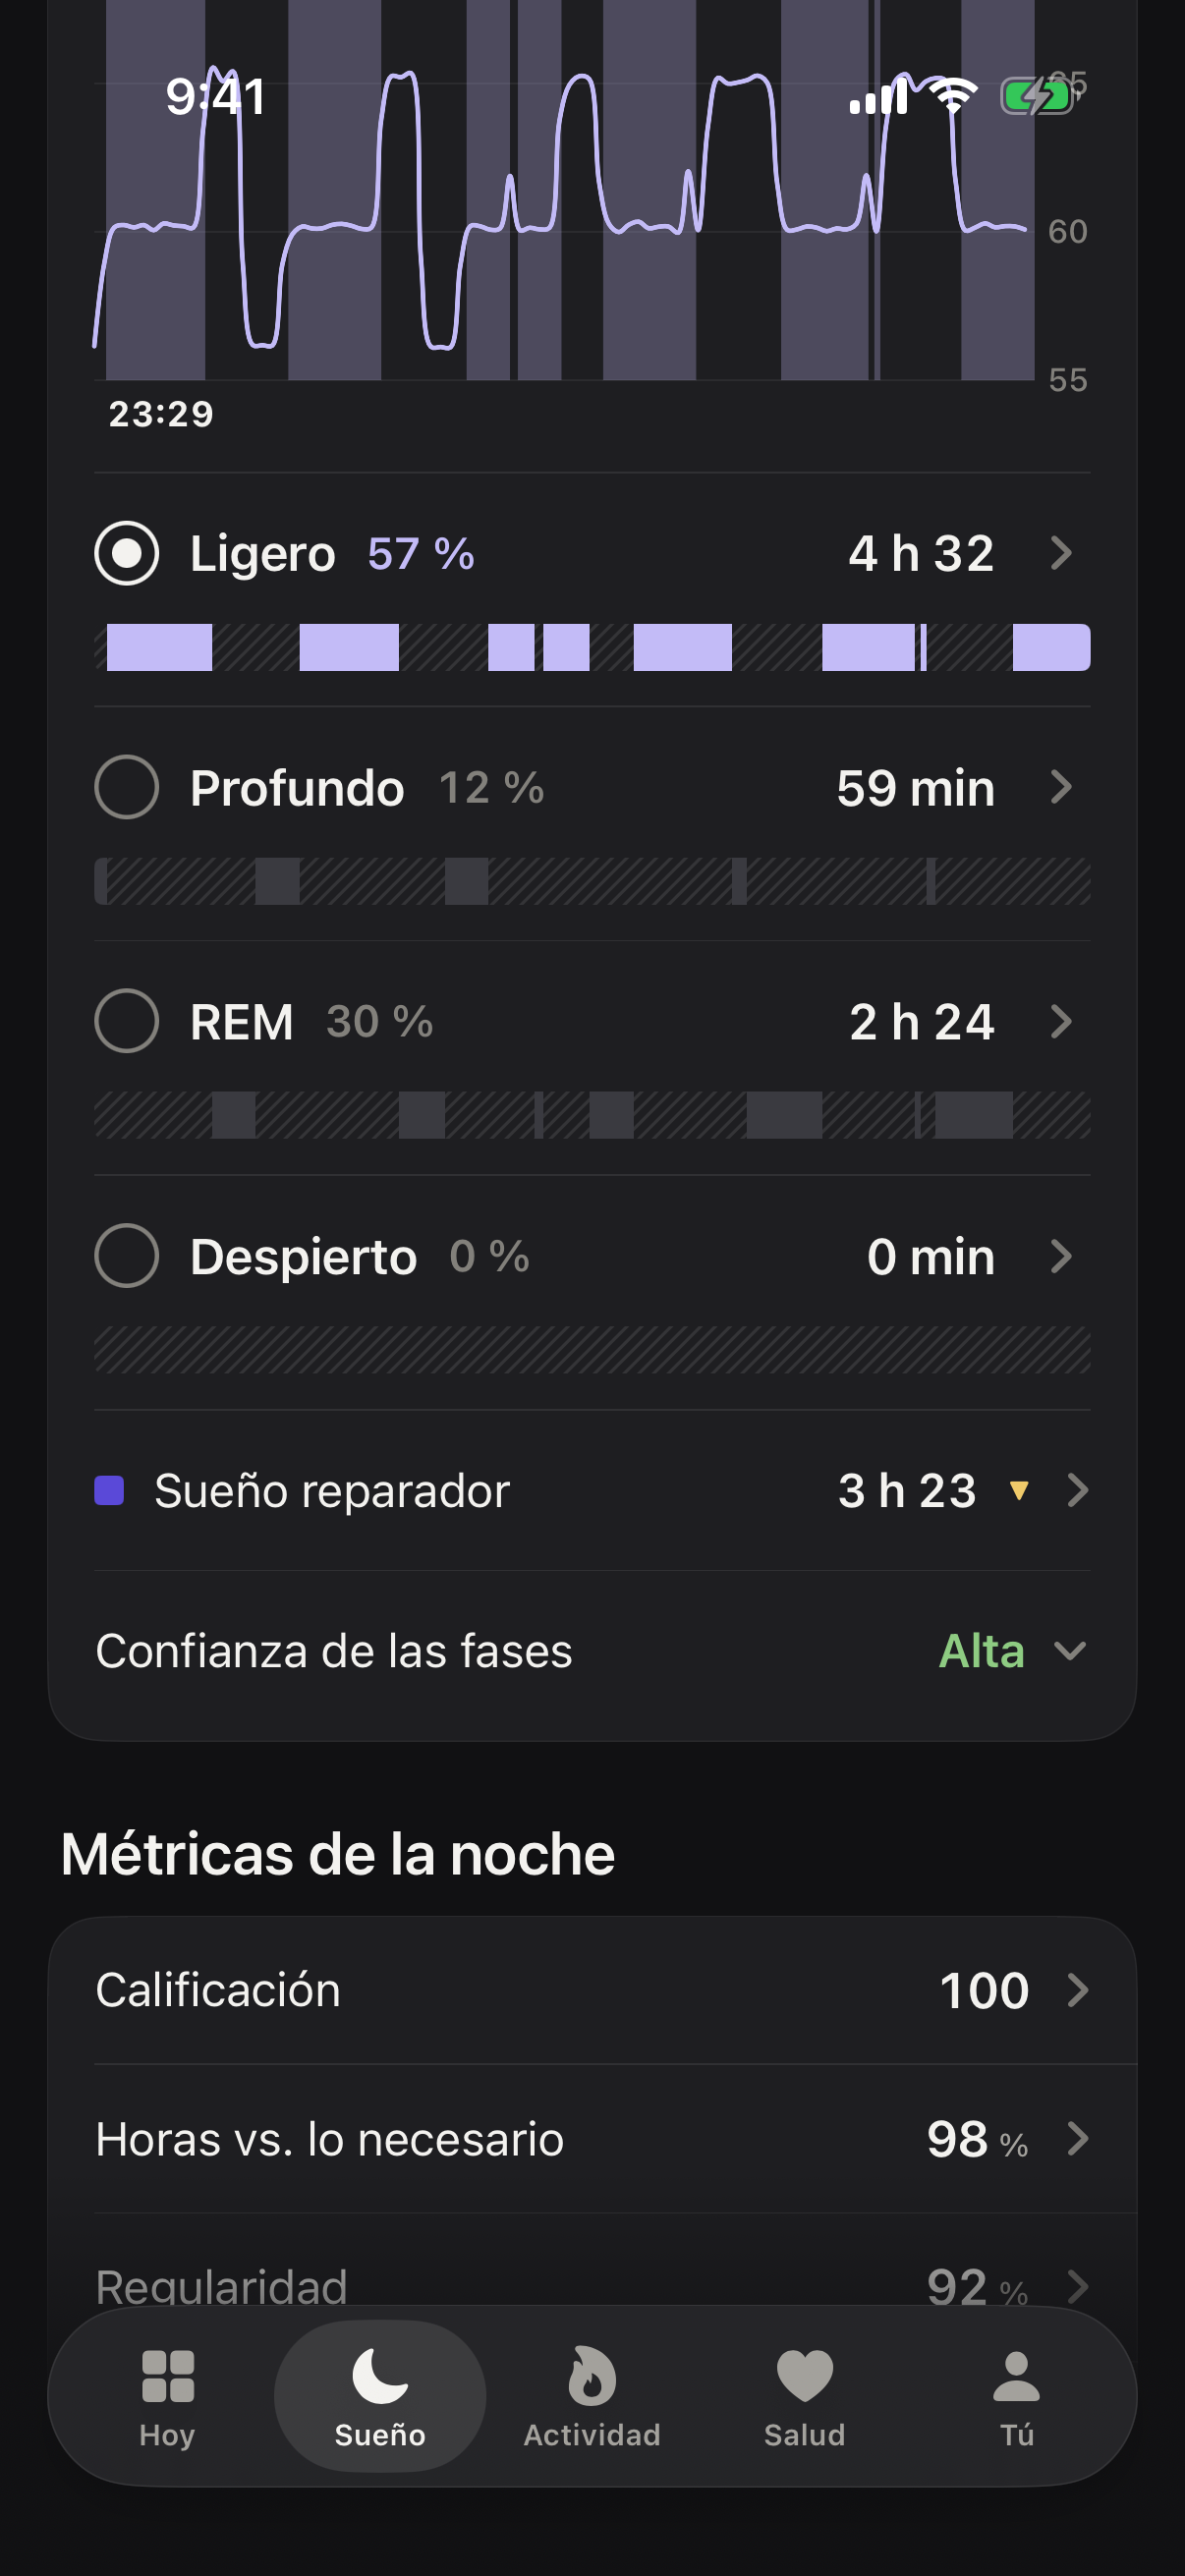 9:41
65
60
55
23:29
Ligero 57 % 4 h 32
Profundo 12 % 59 min
REM 30 % 2 h 24
Despierto 0 % 0 min
Sueño reparador 3 h 23
Confianza de las fases Alta
Métricas de la noche
Calificación 100
Horas vs. lo necesario 98 %
Regularidad 92 %
Hoy Sueño Actividad Salud Tú